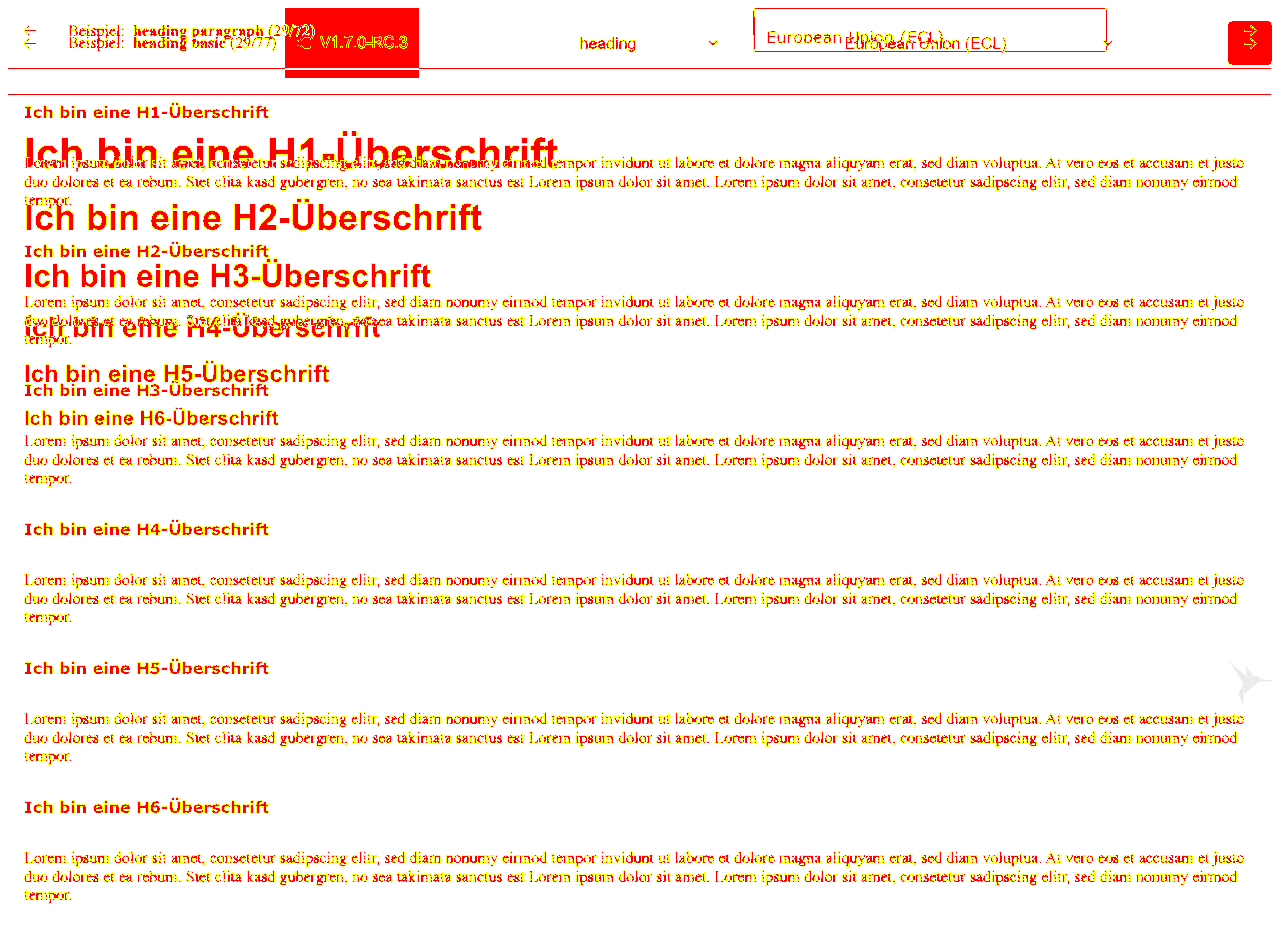 Beispiel: heading paragraph (29/72)
Beispiel: heading basic (29/77)
V1.7.0-RC.3
heading
European Union (ECL)
European Union (ECL)
Ich bin eine H1-Überschrift
Ich bin eine H1-Überschrift
Lorem ipsum dolor sit amet, consetetur sadipscing elitr, sed diam nonumy eirmod tempor invidunt ut labore et dolore magna aliquyam erat, sed diam voluptua. At vero eos et accusam et justo
duo dolores et ea rebum. Stet clita kasd gubergren, no sea takimata sanctus est Lorem ipsum dolor sit amet. Lorem ipsum dolor sit amet, consetetur sadipscing elitr, sed diam nonumy eirmod
tempor.
Ich bin eine H2-Überschrift
Ich bin eine H2-Überschrift
Ich bin eine H3-Überschrift
Lorem ipsum dolor sit amet, consetetur sadipscing elitr, sed diam nonumy eirmod tempor invidunt ut labore et dolore magna aliquyam erat, sed diam voluptua. At vero eos et accusam et justo
duo dolores et ea rebum. Stet clita kasd gubergren, no sea takimata sanctus est Lorem ipsum dolor sit amet. Lorem ipsum dolor sit amet, consetetur sadipscing elitr, sed diam nonumy eirmod
Ich bin eine H4-Überschrift
tempor.
Ich bin eine H5-Überschrift
Ich bin eine H3-Überschrift
Ich bin eine H6-Überschrift
Lorem ipsum dolor sit amet, consetetur sadipscing elitr, sed diam nonumy eirmod tempor invidunt ut labore et dolore magna aliquyam erat, sed diam voluptua. At vero eos et accusam et justo
duo dolores et ea rebum. Stet clita kasd gubergren, no sea takimata sanctus est Lorem ipsum dolor sit amet. Lorem ipsum dolor sit amet, consetetur sadipscing elitr, sed diam nonumy eirmod
tempor.
Ich bin eine H4-Überschrift
Lorem ipsum dolor sit amet, consetetur sadipscing elitr, sed diam nonumy eirmod tempor invidunt ut labore et dolore magna aliquyam erat, sed diam voluptua. At vero eos et accusam et justo
duo dolores et ea rebum. Stet clita kasd gubergren, no sea takimata sanctus est Lorem ipsum dolor sit amet. Lorem ipsum dolor sit amet, consetetur sadipscing elitr, sed diam nonumy eirmod
tempor.
Ich bin eine H5-Überschrift
Lorem ipsum dolor sit amet, consetetur sadipscing elitr, sed diam nonumy eirmod tempor invidunt ut labore et dolore magna aliquyam erat, sed diam voluptua. At vero eos et accusam et justo
duo dolores et ea rebum. Stet clita kasd gubergren, no sea takimata sanctus est Lorem ipsum dolor sit amet. Lorem ipsum dolor sit amet, consetetur sadipscing elitr, sed diam nonumy eirmod
tempor.
Ich bin eine H6-Überschrift
Lorem ipsum dolor sit amet, consetetur sadipscing elitr, sed diam nonumy eirmod tempor invidunt ut labore et dolore magna aliquyam erat, sed diam voluptua. At vero eos et accusam et justo
duo dolores et ea rebum. Stet clita kasd gubergren, no sea takimata sanctus est Lorem ipsum dolor sit amet. Lorem ipsum dolor sit amet, consetetur sadipscing elitr, sed diam nonumy eirmod
tempor.